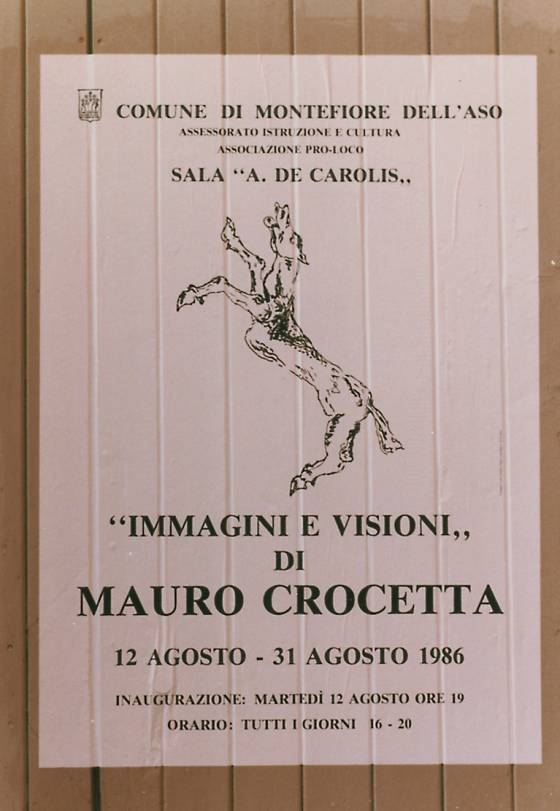 COMUNE DI MONTEFIORE DELL'ASO
ASSESSORATO ISTRUZIONE E CULTURA
ASSOCIAZIONE PRO-LOCO
SALA “A. DE CAROLIS„
“IMMAGINI E VISIONI„
DI
MAURO CROCETTA
12 AGOSTO - 31 AGOSTO 1986
INAUGURAZIONE: MARTEDÌ 12 AGOSTO ORE 19
ORARIO: TUTTI I GIORNI 16 - 20